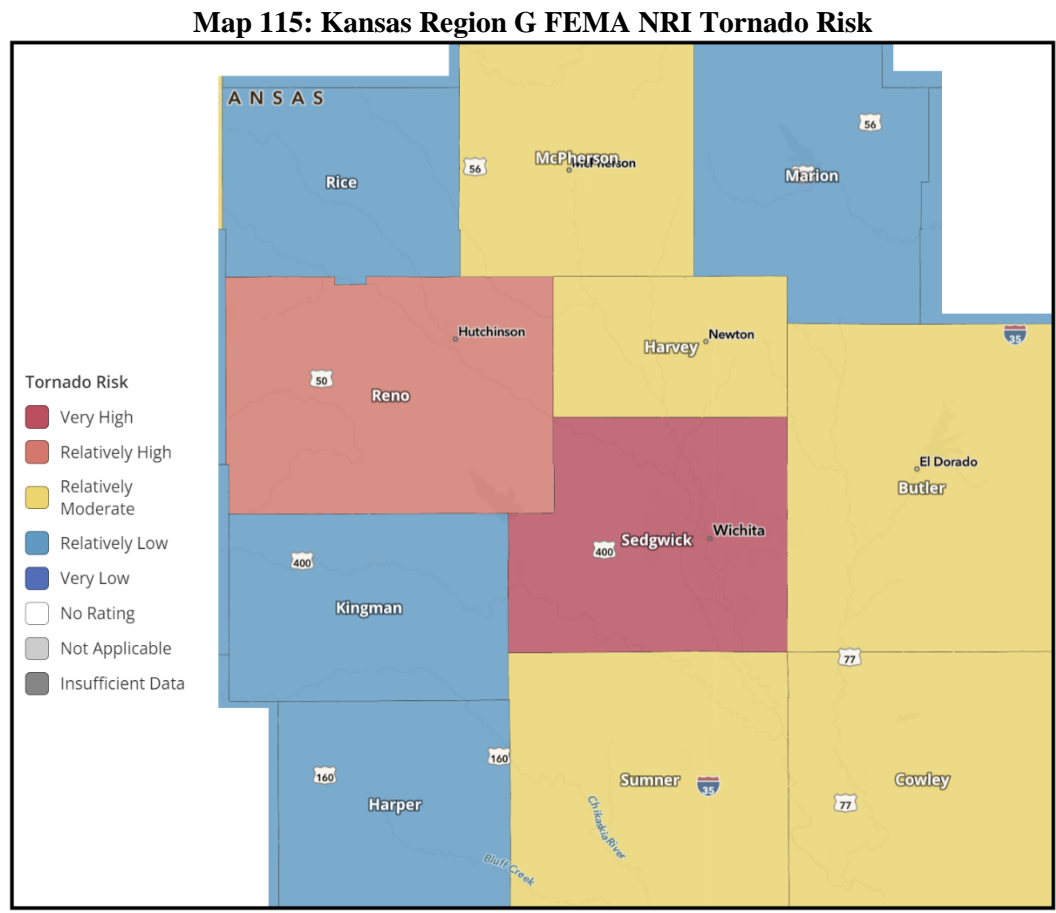 Map 115: Kansas Region G FEMA NRI Tornado Risk
A N S A S
56
McPherson
McPherson
56
Marion
Rice
Hutchinson
Newton
Harvey
35
50
Reno
Tornado Risk
Very High
Relatively High
Relatively
Moderate
Relatively Low
Very Low
No Rating
Not Applicable
Insufficient Data
El Dorado
Butler
Wichita
Sedgwick
400
400
Kingman
77
160
160
Harper
Sumner
35
Cowley
77
Chikaskia River
Bluff Creek